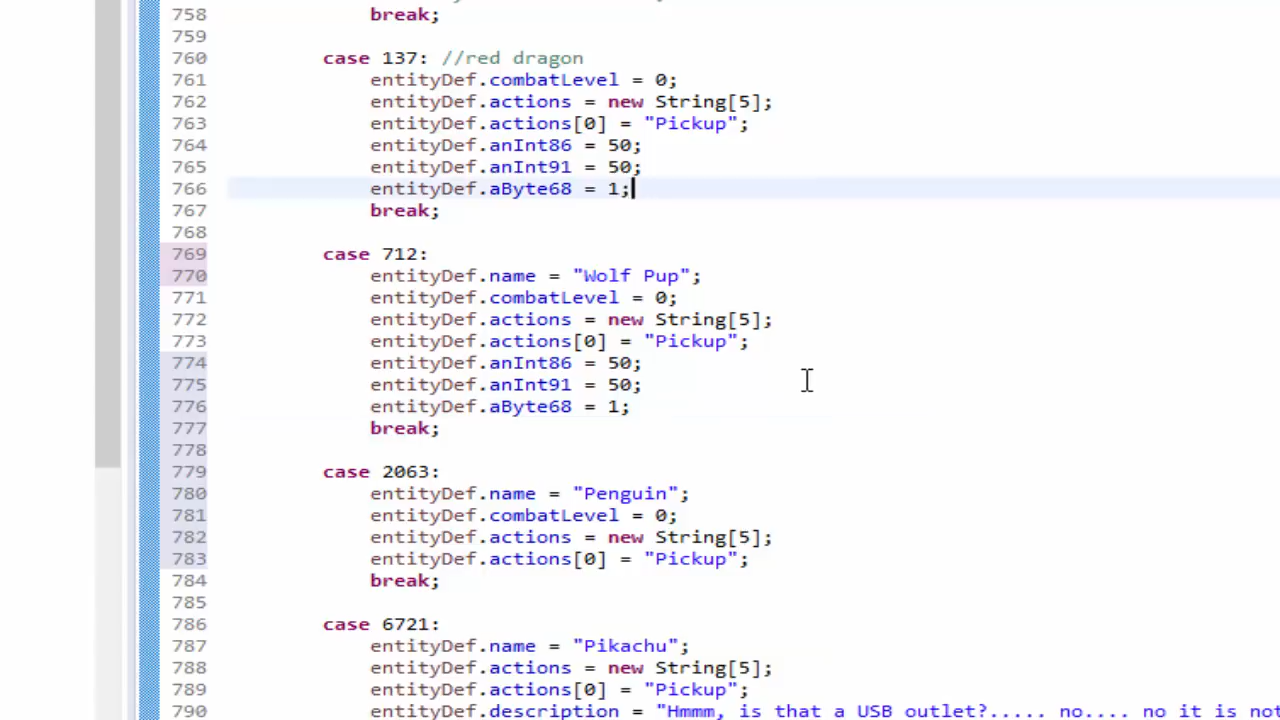 758 break;
759
760 case 137: //red dragon
761 entityDef.combatLevel = 0;
762 entityDef.actions = new String[5];
763 entityDef.actions[0] = "Pickup";
764 entityDef.anInt86 = 50;
765 entityDef.anInt91 = 50;
766 entityDef.aByte68 = 1;
767 break;
768
769 case 712:
770 entityDef.name = "Wolf Pup";
771 entityDef.combatLevel = 0;
772 entityDef.actions = new String[5];
773 entityDef.actions[0] = "Pickup";
774 entityDef.anInt86 = 50;
775 entityDef.anInt91 = 50;
776 entityDef.aByte68 = 1;
777 break;
778
779 case 2063:
780 entityDef.name = "Penguin";
781 entityDef.combatLevel = 0;
782 entityDef.actions = new String[5];
783 entityDef.actions[0] = "Pickup";
784 break;
785
786 case 6721:
787 entityDef.name = "Pikachu";
788 entityDef.actions = new String[5];
789 entityDef.actions[0] = "Pickup";
790 entityDef.description = "Hmmm, is that a USB outlet?..... no.... no it is not